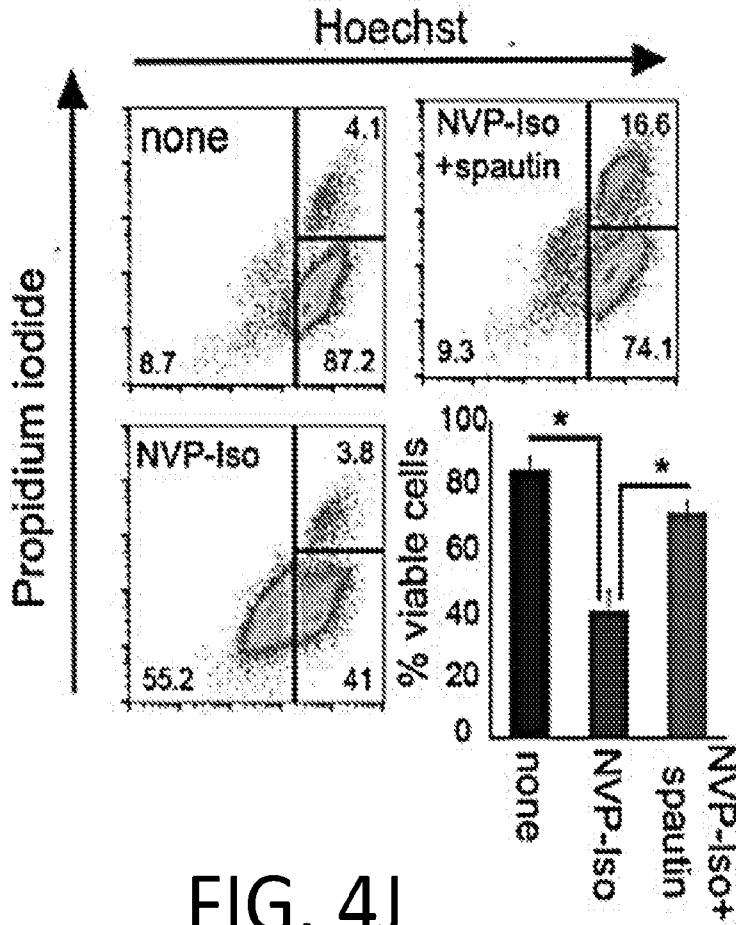 Hoechst
Propidium iodide
none
4.1
8.7
87.2
NVP-Iso
+spautin
16.6
9.3
74.1
NVP-Iso
3.8
55.2
41
% viable cells
100
80
60
40
20
0
*
*
none
NVP-Iso
NVP-Iso+
spautin
FIG. 4J